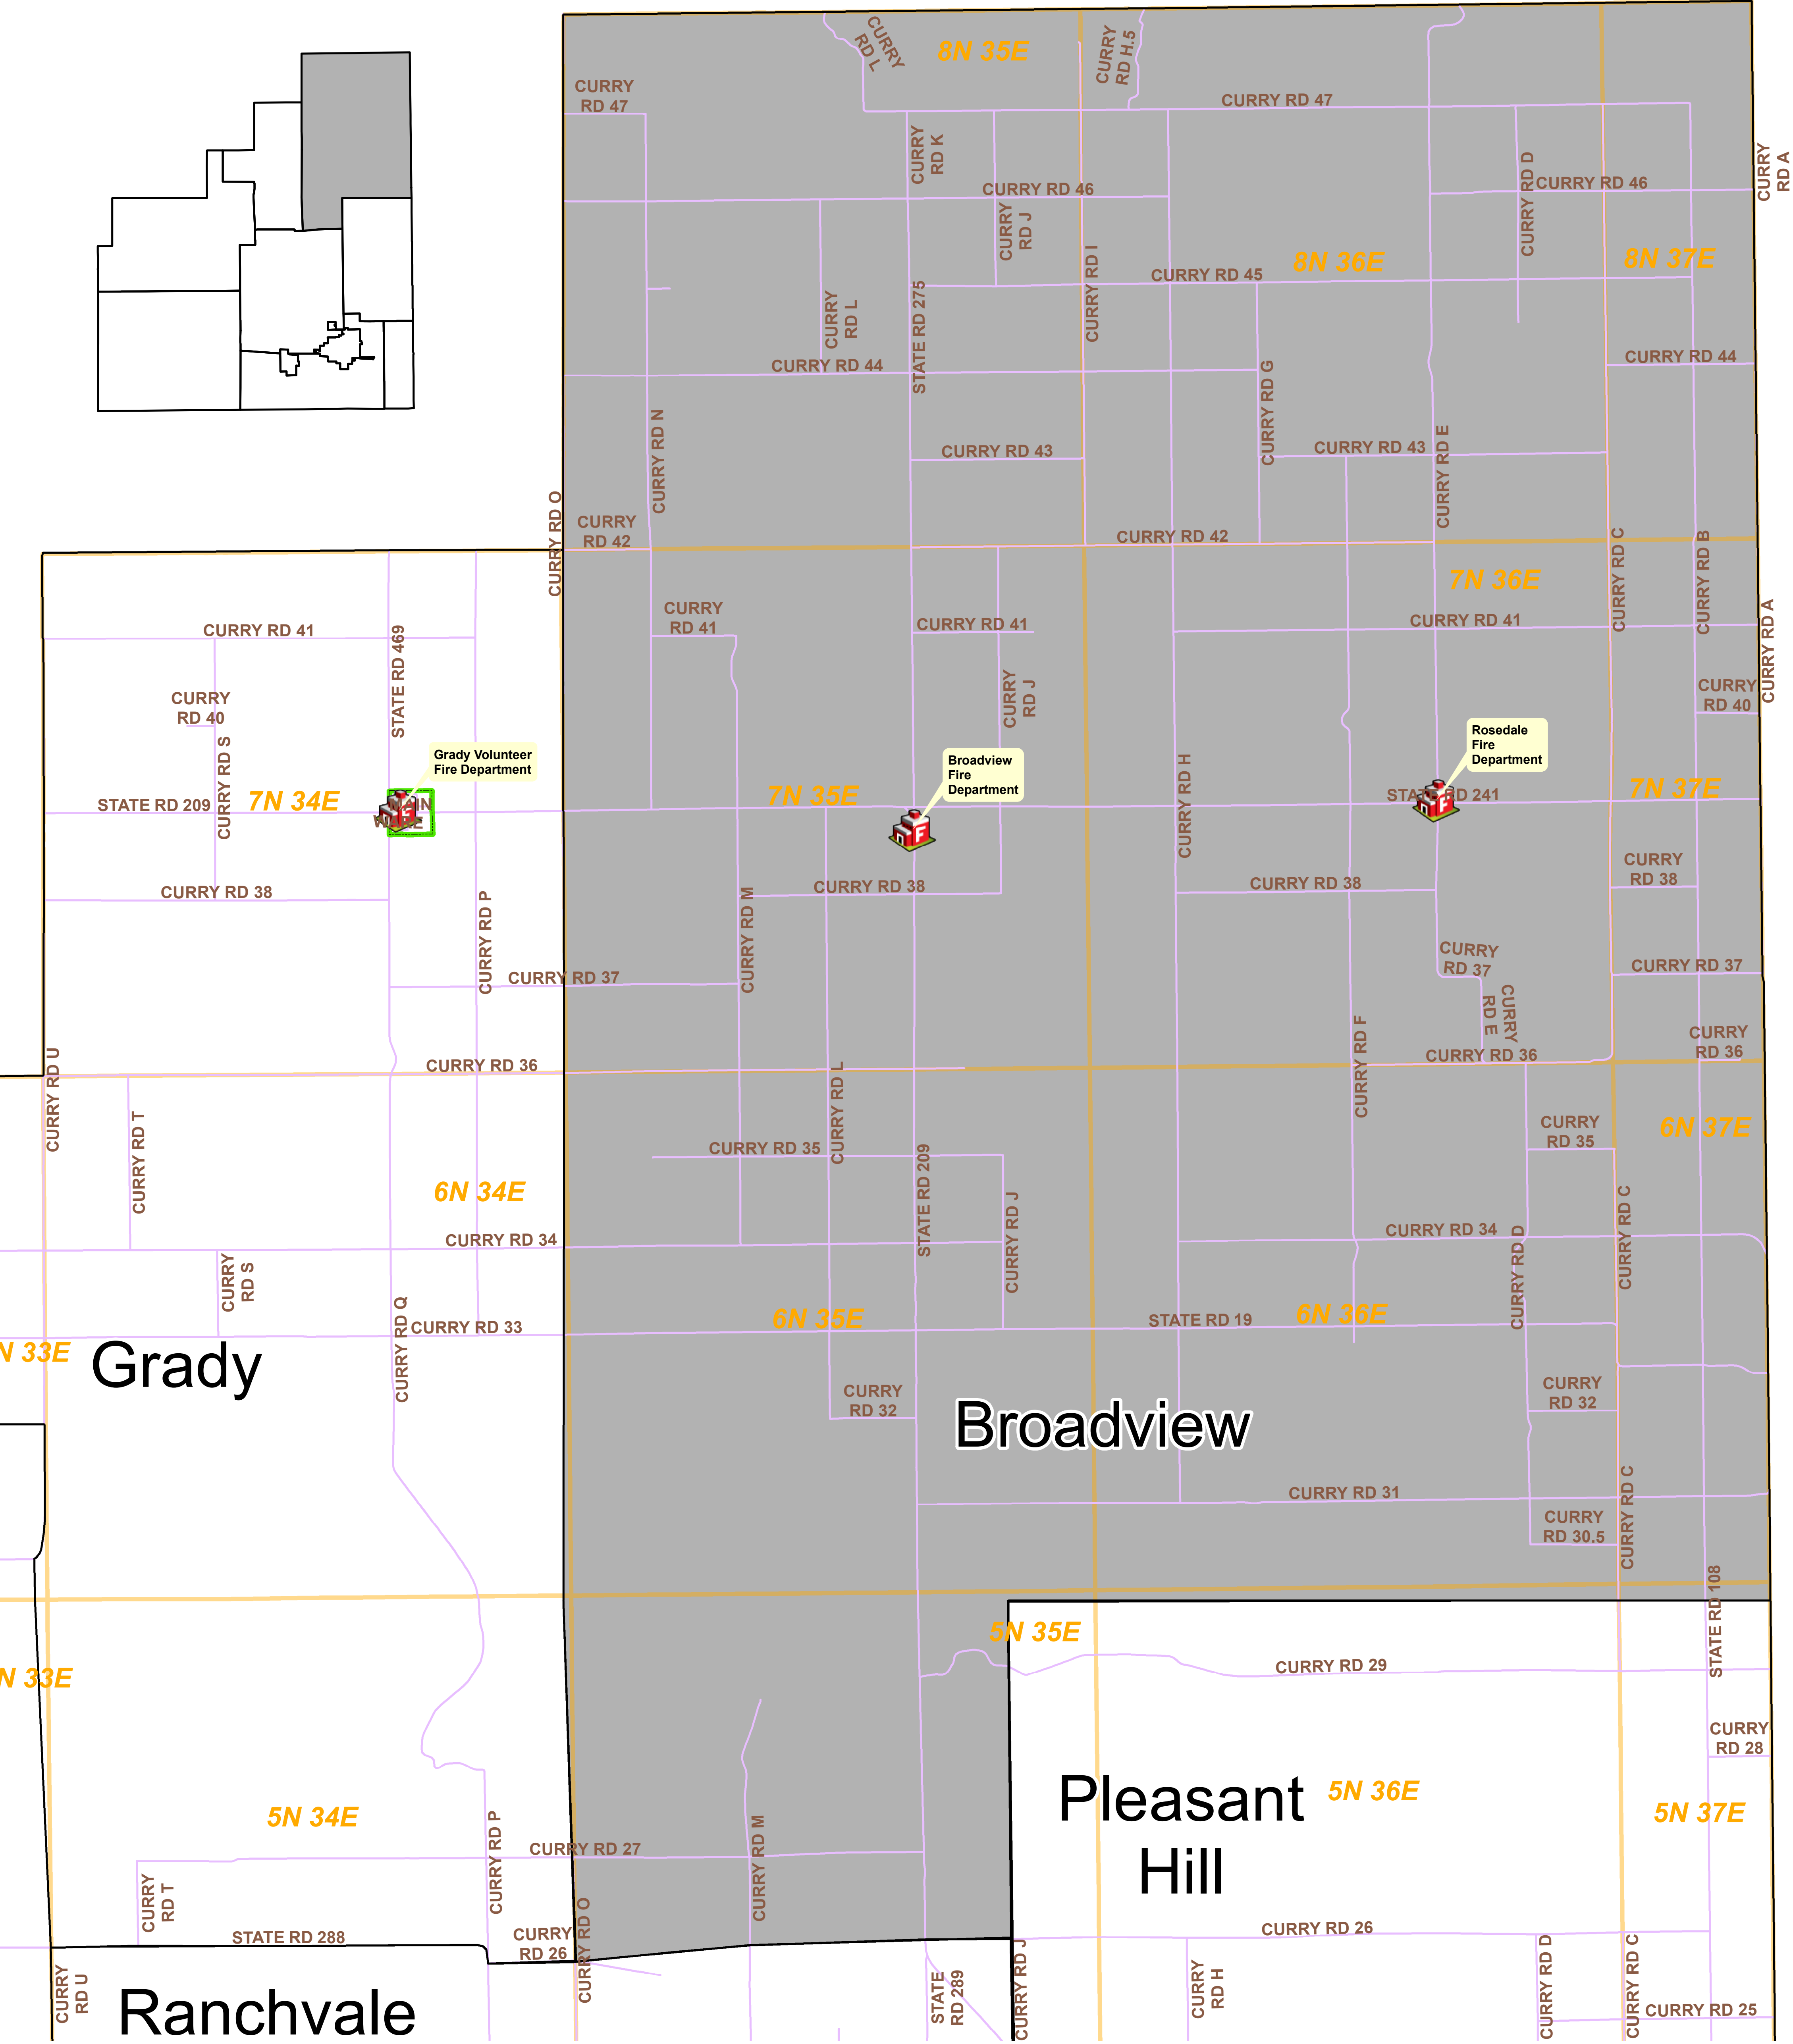 CURRY
RD L
8N 35E
CURRY
RD H.5
CURRY
RD 47
CURRY RD 47
CURRY
RD K
CURRY RD D
CURRY
RD A
CURRY RD 46
CURRY RD 46
CURRY
RD J
CURRY RD I
8N 36E
8N 37E
CURRY RD 45
CURRY
RD L
STATE RD 275
CURRY RD 44
CURRY RD 44
CURRY RD G
CURRY RD N
CURRY RD 43
CURRY RD 43
CURRY RD E
CURRY RD O
CURRY
RD 42
CURRY RD 42
CURRY RD C
CURRY RD B
7N 36E
CURRY RD A
CURRY RD 41
STATE RD 469
CURRY
RD 41
CURRY RD 41
CURRY RD 41
CURRY
RD 40
CURRY
RD J
CURRY
RD 40
CURRY RD S
Grady Volunteer
Fire Department
Broadview
Fire
Department
Rosedale
Fire
Department
CURRY RD H
STATE RD 209
7N 34E
MAIN
7N 35E
STATE RD 241
7N 37E
F
F
F
CURRY RD 38
CURRY RD P
CURRY RD M
CURRY RD 38
CURRY RD 38
CURRY
RD 38
CURRY RD 37
CURRY
RD 37
CURRY RD 37
CURRY
RD E
CURRY RD F
CURRY RD U
CURRY RD 36
CURRY RD 36
CURRY
RD 36
CURRY RD T
CURRY RD L
CURRY RD 35
CURRY
RD 35
6N 37E
STATE RD 209
6N 34E
CURRY RD J
CURRY RD C
CURRY RD 34
CURRY RD 34
CURRY RD D
CURRY
RD S
CURRY RD Q
CURRY RD 33
6N 35E
STATE RD 19
6N 36E
N 33E
Grady
CURRY
RD 32
CURRY
RD 32
Broadview
CURRY RD C
CURRY RD 31
CURRY
RD 30.5
STATE RD 108
5N 35E
N 33E
CURRY RD 29
CURRY
RD 28
Pleasant
Hill
5N 36E
5N 37E
5N 34E
CURRY RD P
CURRY RD 27
CURRY RD M
CURRY
RD T
CURRY RD O
STATE RD 288
CURRY
RD 26
CURRY RD 26
CURRY
RD U
STATE
RD 289
CURRY RD J
CURRY
RD H
CURRY RD D
CURRY RD C
CURRY RD 25
Ranchvale